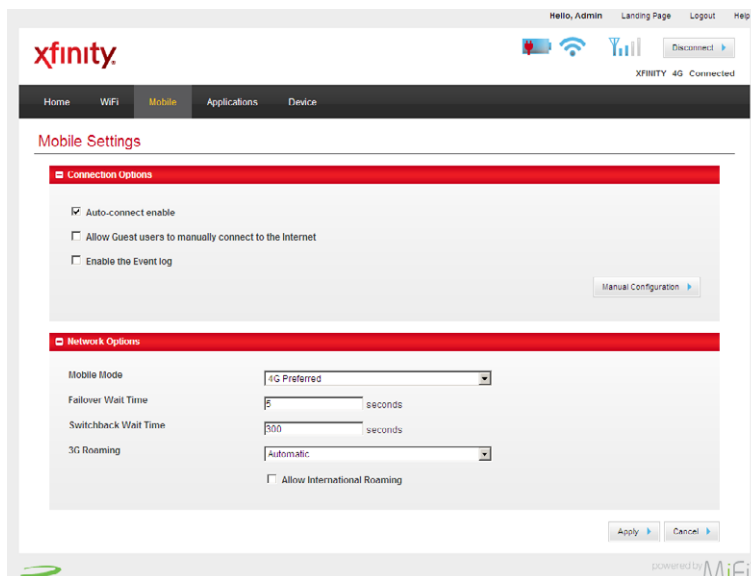 Hello, Admin Landing Page Logout Help
xfinity.
Disconnect
XFINITY 4G Connected
Home WiFi Mobile Applications Device
Mobile Settings
Connection Options
Auto-connect enable
Allow Guest users to manually connect to the Internet
Enable the Event log
Manual Configuration
Network Options
Mobile Mode 4G Preferred
Failover Wait Time 5 seconds
Switchback Wait Time 300 seconds
3G Roaming Automatic
Allow International Roaming
Apply Cancel
powered by MiFi